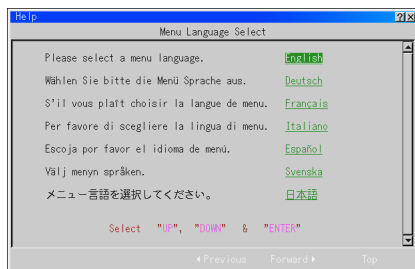 Help
Menu Language Select
Please select a menu language. English
Wählen Sie bitte die Menü Sprache aus. Deutsch
S'il vous plaît choisir la langue de menu. Français
Per favore di scegliere la lingua di menu. Italiano
Escoja por favor el idioma de menú. Español
Välj menyn språken. Svenska
メニュー言語を選択してください。 日本語
Select "UP", "DOWN" & "ENTER"
Previous Forward Top